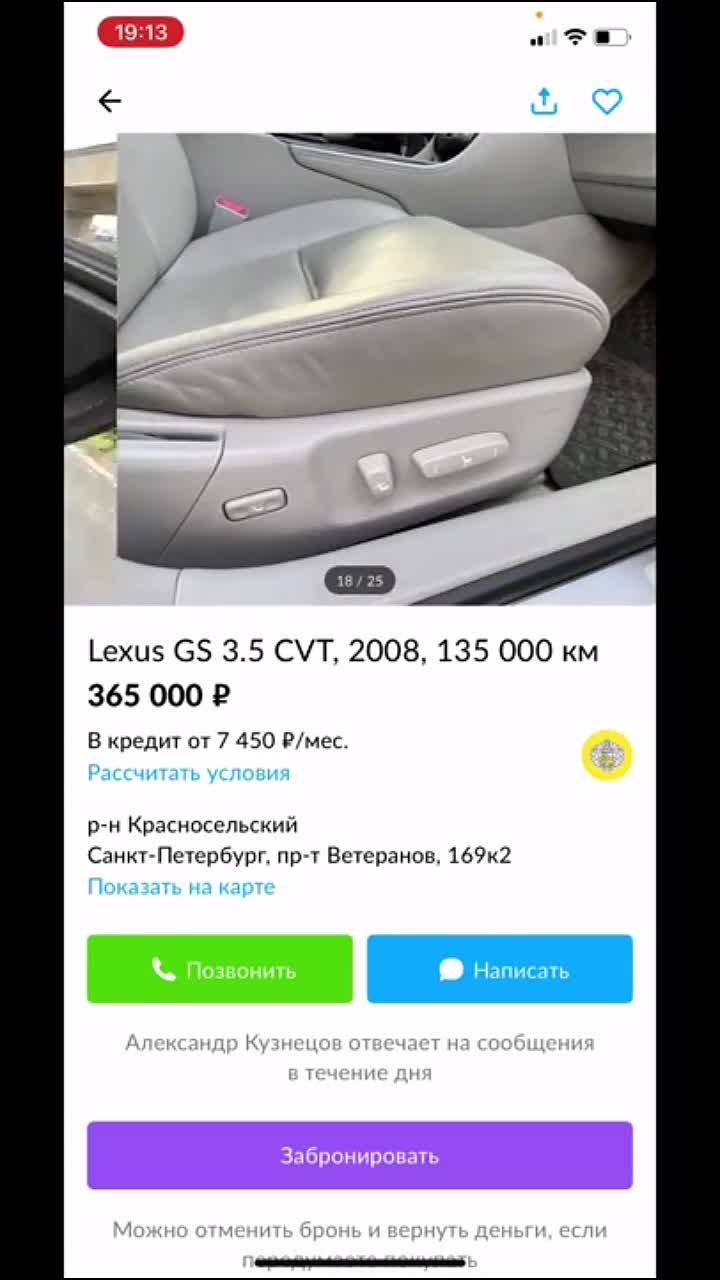 19:13
18 / 25
Lexus GS 3.5 CVT, 2008, 135 000 км
365 000 ₽
В кредит от 7 450 ₽/мес.
Рассчитать условия
р-н Красносельский
Санкт-Петербург, пр-т Ветеранов, 169к2
Показать на карте
Позвонить
Написать
Александр Кузнецов отвечает на сообщения
в течение дня
Забронировать
Можно отменить бронь и вернуть деньги, если
передумаете покупать